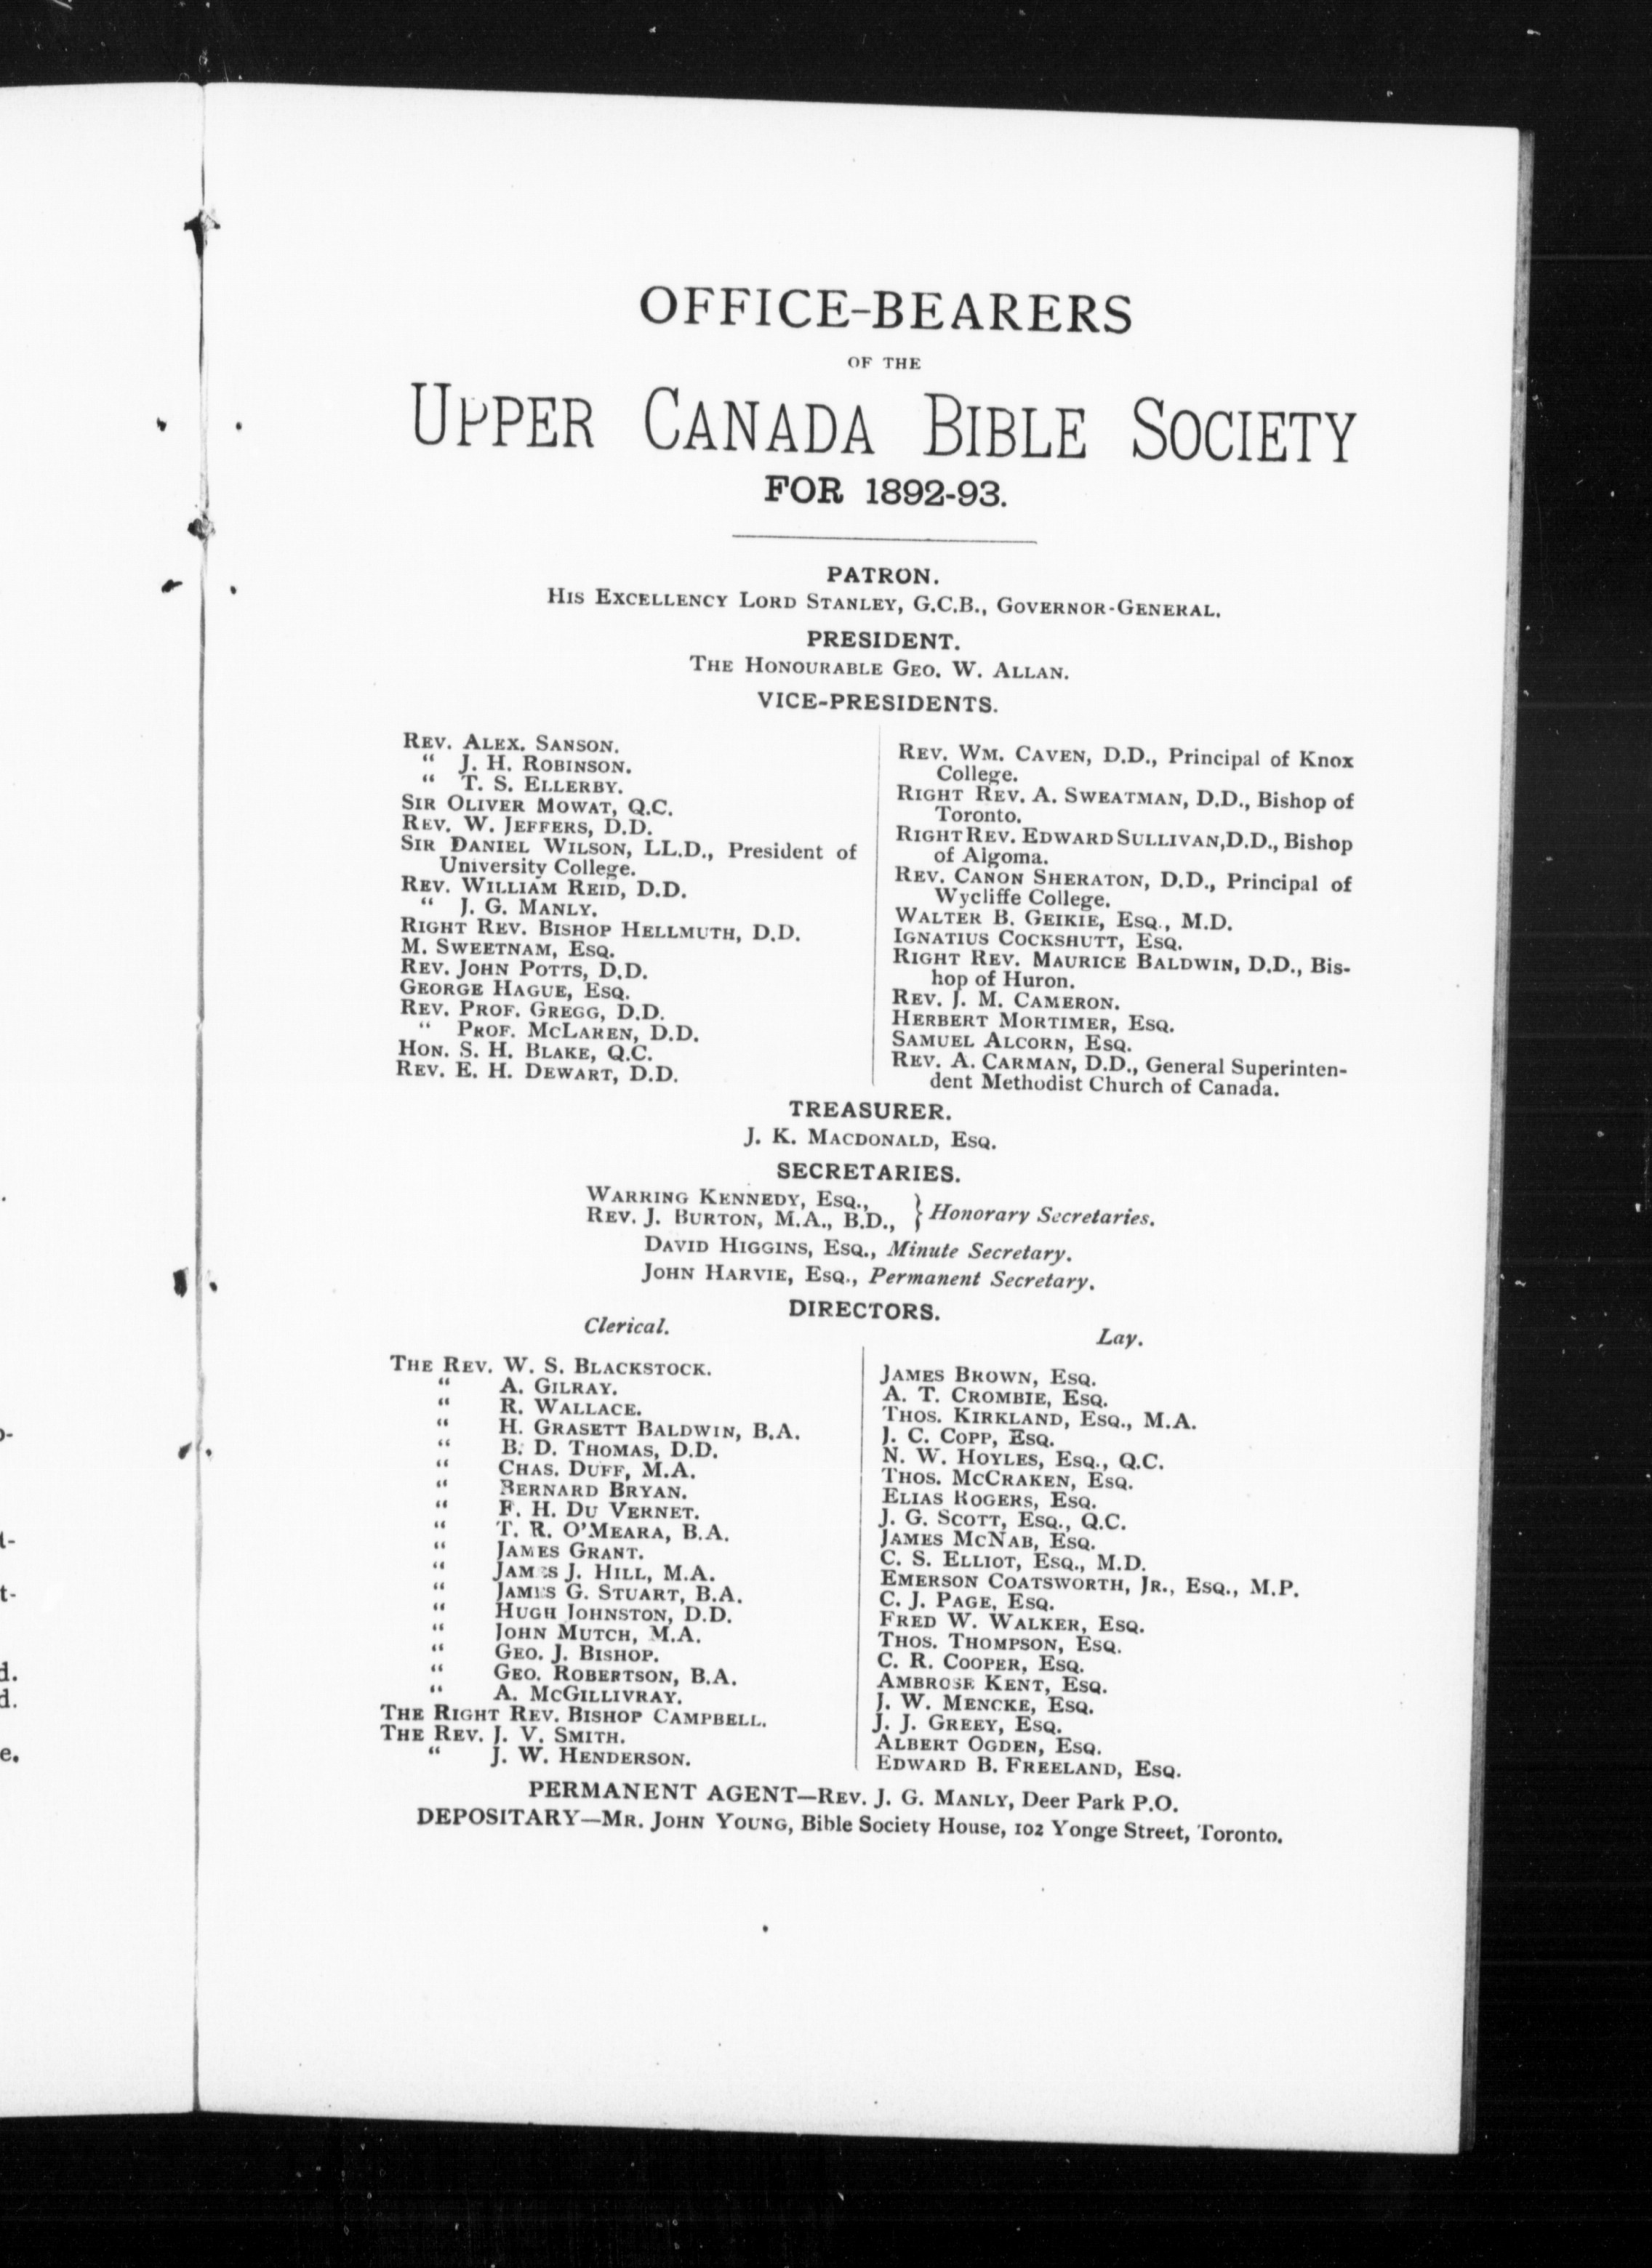 OFFICE-BEARERS
OF THE
UPPER CANADA BIBLE SOCIETY
FOR 1892-93.
PATRON.
HIS EXCELLENCY LORD STANLEY, G.C.B., GOVERNOR-GENERAL.
PRESIDENT.
THE HONOURABLE GEO. W. ALLAN.
VICE-PRESIDENTS.
REV. ALEX. SANSON.
“ J. H. ROBINSON.
“ T. S. ELLERBY.
SIR OLIVER MOWAT, Q.C.
REV. W. JEFFERS, D.D.
SIR DANIEL WILSON, LL.D., President of
University College.
REV. WILLIAM REID, D.D.
“ J. G. MANLY.
RIGHT REV. BISHOP HELLMUTH, D.D.
M. SWEETNAM, ESQ.
REV. JOHN POTTS, D.D.
GEORGE HAGUE, ESQ.
REV. PROF. GREGG, D.D.
“ PROF. MCLAREN, D.D.
HON. S. H. BLAKE, Q.C.
REV. E. H. DEWART, D.D.
REV. WM. CAVEN, D.D., Principal of Knox
College.
RIGHT REV. A. SWEATMAN, D.D., Bishop of
Toronto.
RIGHT REV. EDWARD SULLIVAN, D.D., Bishop
of Algoma.
REV. CANON SHERATON, D.D., Principal of
Wycliffe College.
WALTER B. GEIKIE, ESQ., M.D.
IGNATIUS COCKSHUTT, ESQ.
RIGHT REV. MAURICE BALDWIN, D.D., Bis-
hop of Huron.
REV. J. M. CAMERON.
HERBERT MORTIMER, ESQ.
SAMUEL ALCORN, ESQ.
REV. A. CARMAN, D.D., General Superinten-
dent Methodist Church of Canada.
TREASURER.
J. K. MACDONALD, ESQ.
SECRETARIES.
WARRING KENNEDY, ESQ.,
REV. J. BURTON, M.A., B.D., } Honorary Secretaries.
DAVID HIGGINS, ESQ., Minute Secretary.
JOHN HARVIE, ESQ., Permanent Secretary.
DIRECTORS.
Clerical.
THE REV. W. S. BLACKSTOCK.
“ A. GILRAY.
“ R. WALLACE.
“ H. GRASETT BALDWIN, B.A.
“ B. D. THOMAS, D.D.
“ CHAS. DUFF, M.A.
“ BERNARD BRYAN.
“ F. H. DU VERNET.
“ T. R. O'MEARA, B.A.
“ JAMES GRANT.
“ JAMES J. HILL, M.A.
“ JAMES G. STUART, B.A.
“ HUGH JOHNSTON, D.D.
“ JOHN MUTCH, M.A.
“ GEO. J. BISHOP.
“ GEO. ROBERTSON, B.A.
“ A. MCGILLIVRAY.
THE RIGHT REV. BISHOP CAMPBELL.
THE REV. J. V. SMITH.
“ J. W. HENDERSON.
Lay.
JAMES BROWN, ESQ.
A. T. CROMBIE, ESQ.
THOS. KIRKLAND, ESQ., M.A.
J. C. COPP, ESQ.
N. W. HOYLES, ESQ., Q.C.
THOS. MCCRAKEN, ESQ.
ELIAS ROGERS, ESQ.
J. G. SCOTT, ESQ., Q.C.
JAMES MCNAB, ESQ.
C. S. ELLIOT, ESQ., M.D.
EMERSON COATSWORTH, JR., ESQ., M.P.
C. J. PAGE, ESQ.
FRED W. WALKER, ESQ.
THOS. THOMPSON, ESQ.
C. R. COOPER, ESQ.
AMBROSE KENT, ESQ.
J. W. MENCKE, ESQ.
J. J. GREEY, ESQ.
ALBERT OGDEN, ESQ.
EDWARD B. FREELAND, ESQ.
PERMANENT AGENT—REV. J. G. MANLY, Deer Park P.O.
DEPOSITARY—MR. JOHN YOUNG, Bible Society House, 102 Yonge Street, Toronto.